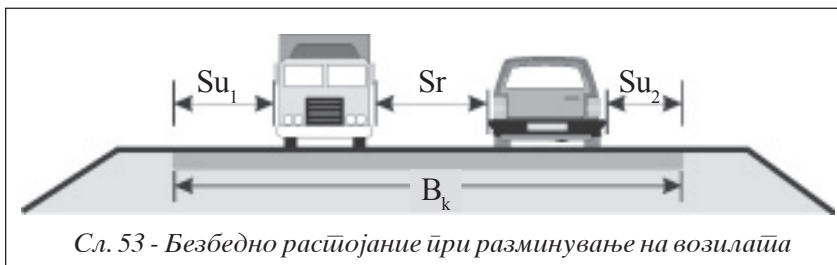 Su₁ Sr Su₂
Bₖ
Сл. 53 - Безбедно растојание при разминување на возилата